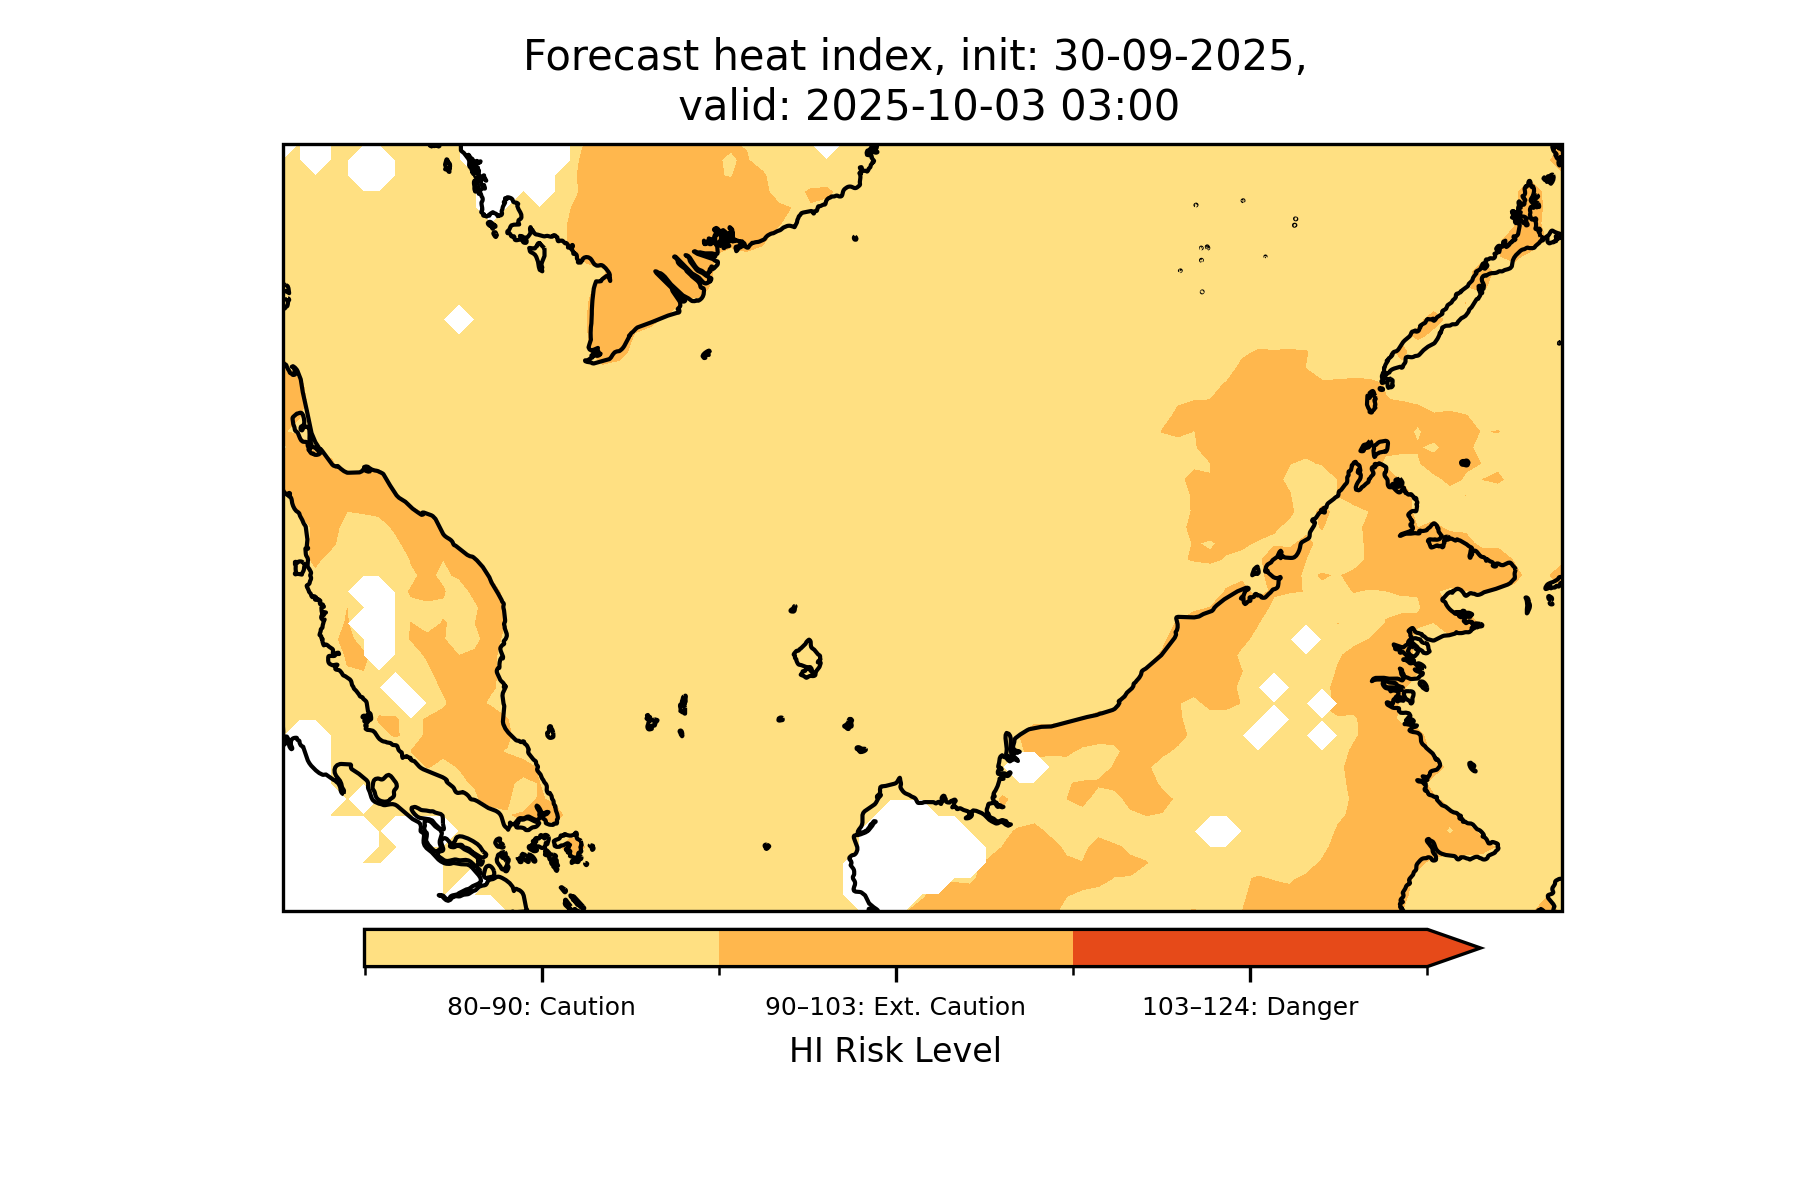 Forecast heat index, init: 30-09-2025,
valid: 2025-10-03 03:00
80–90: Caution
90–103: Ext. Caution
103–124: Danger
HI Risk Level